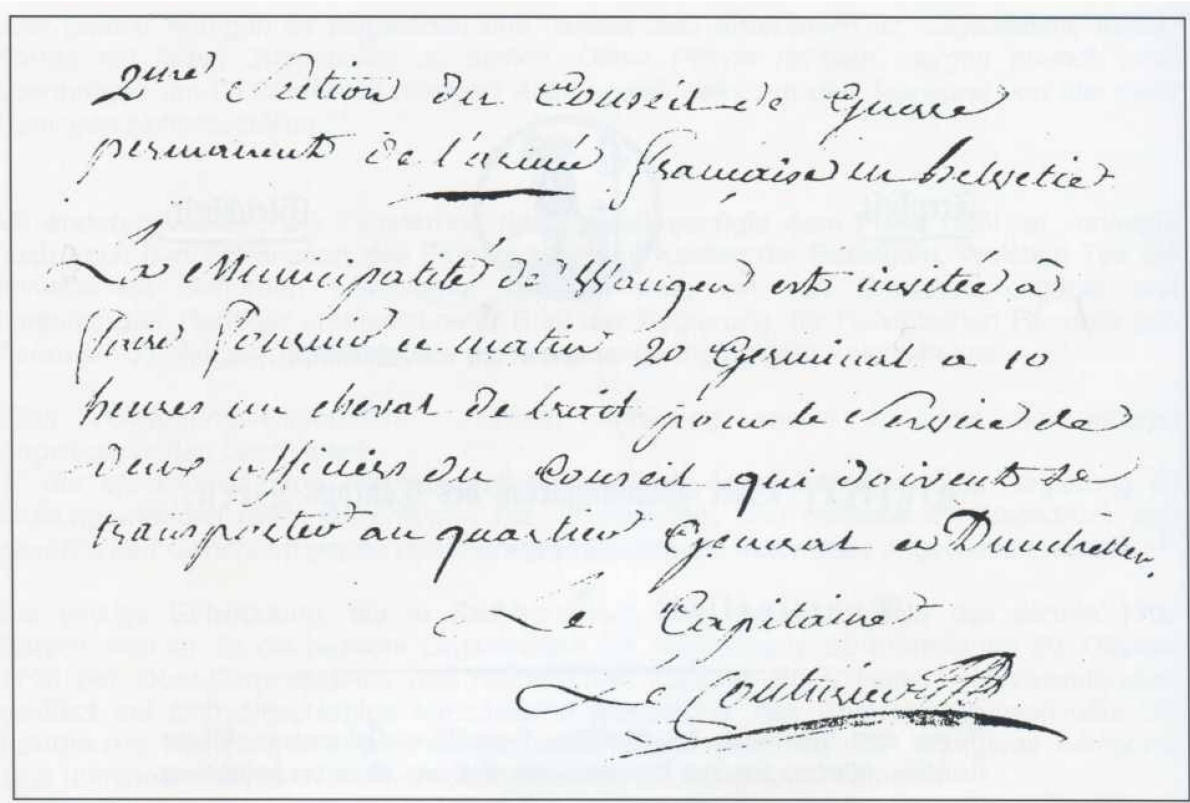 2 Section du Conseil de Guerre
permanent de l'armée française en helvetie
La Municipalité de Wangen est invitée à
faire fournir ce matin 20 Germinal a 10
heures un cheval de trait pour le service de
deux officiers du Conseil qui doivent se
transporter au quartier General en
Le Capitaine